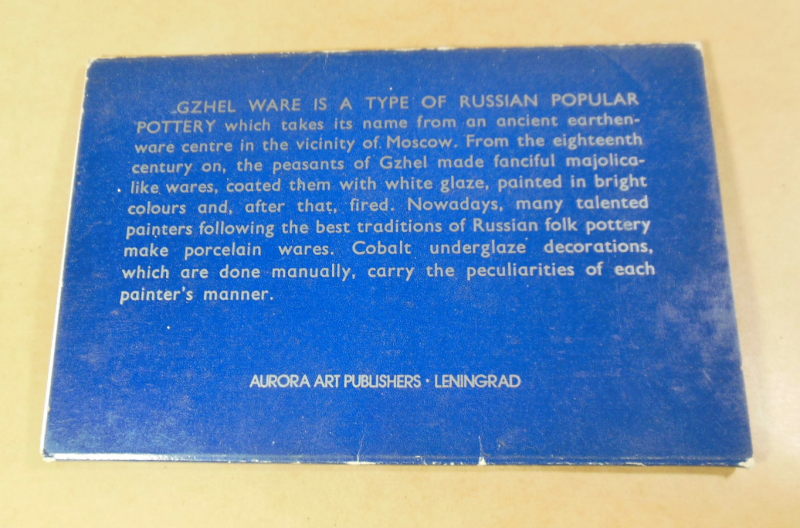 GZHEL WARE IS A TYPE OF RUSSIAN POPULAR
POTTERY which takes its name from an ancient earthen-
ware centre in the vicinity of Moscow. From the eighteenth
century on, the peasants of Gzhel made fanciful majolica-
like wares, coated them with white glaze, painted in bright
colours and, after that, fired. Nowadays, many talented
painters following the best traditions of Russian folk pottery
make porcelain wares. Cobalt underglaze decorations,
which are done manually, carry the peculiarities of each
painter's manner.
AURORA ART PUBLISHERS · LENINGRAD